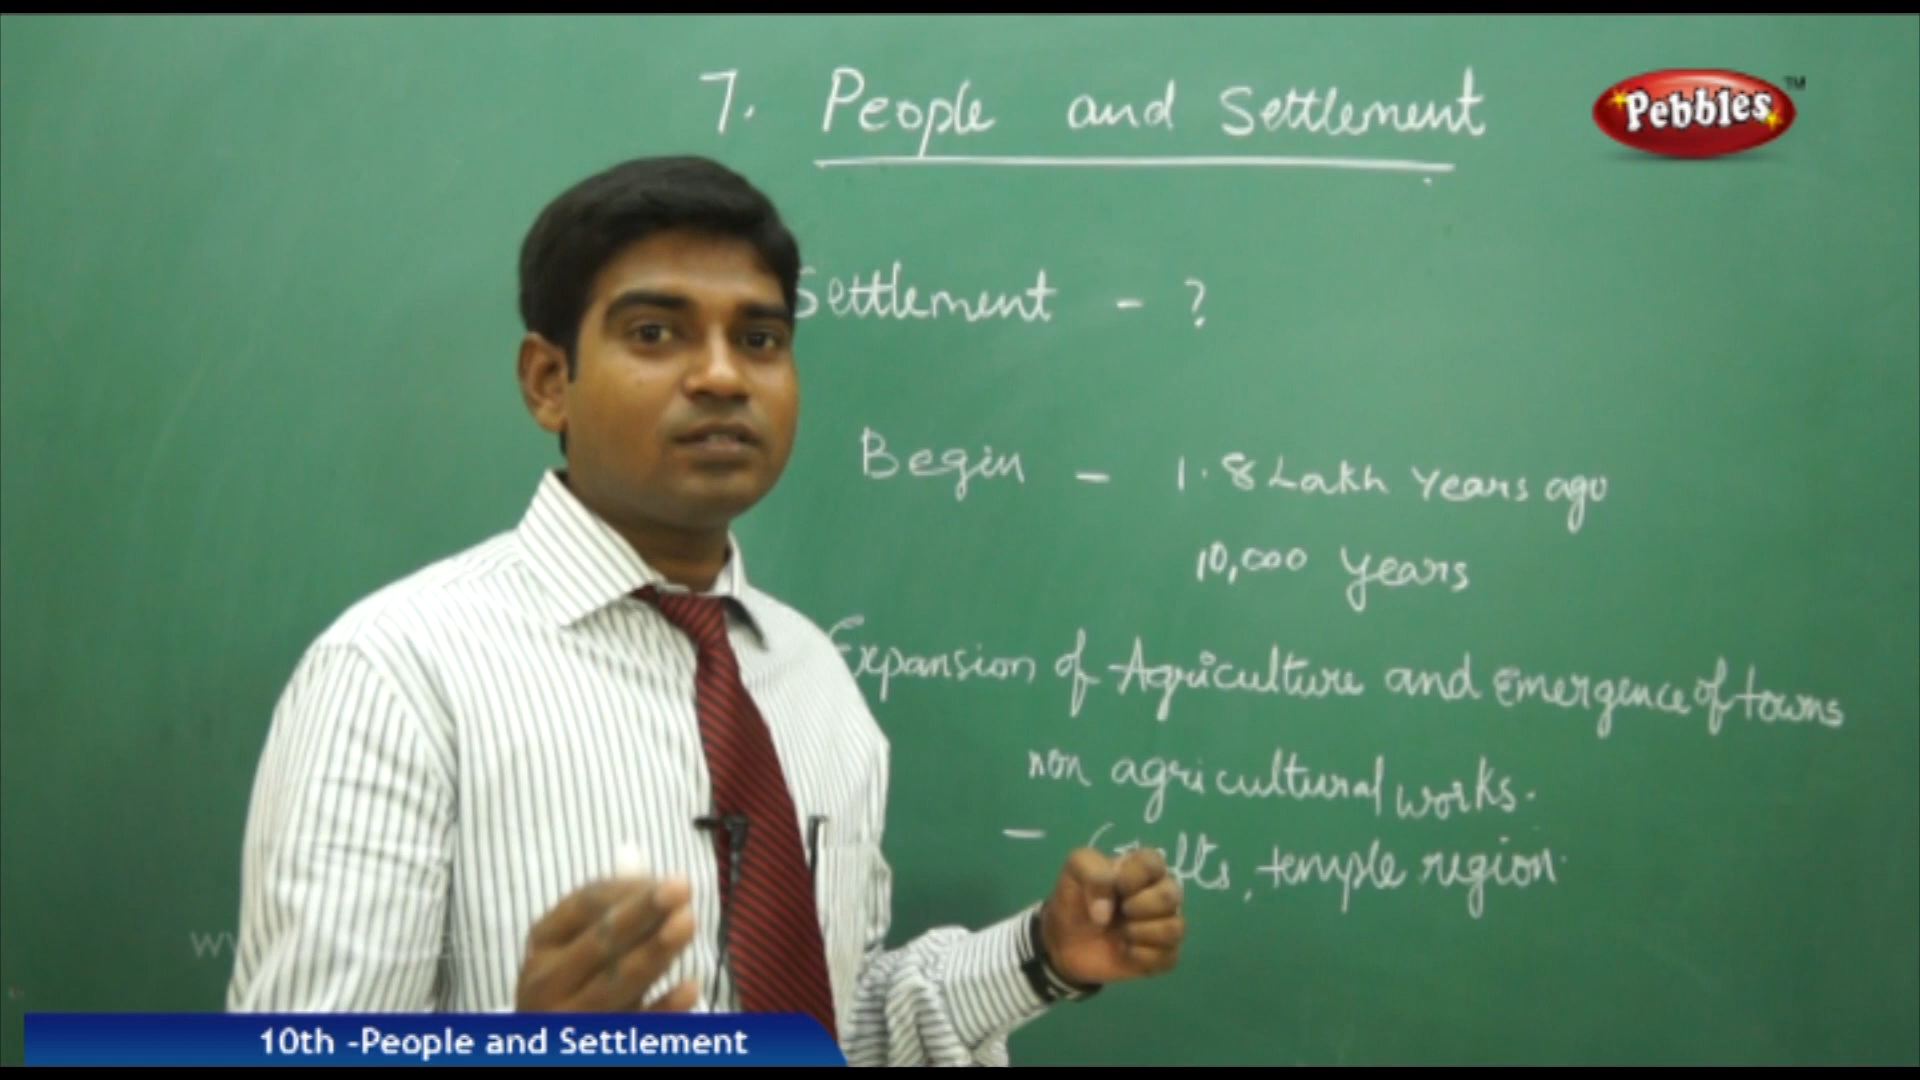 7. People and Settlement
Pebbles TM
Settlement - ?
Begin - 1.8 Lakh Years ago
10,000 Years
Expansion of Agriculture and Emergence of towns
non agricultural works.
- temple region.
10th -People and Settlement